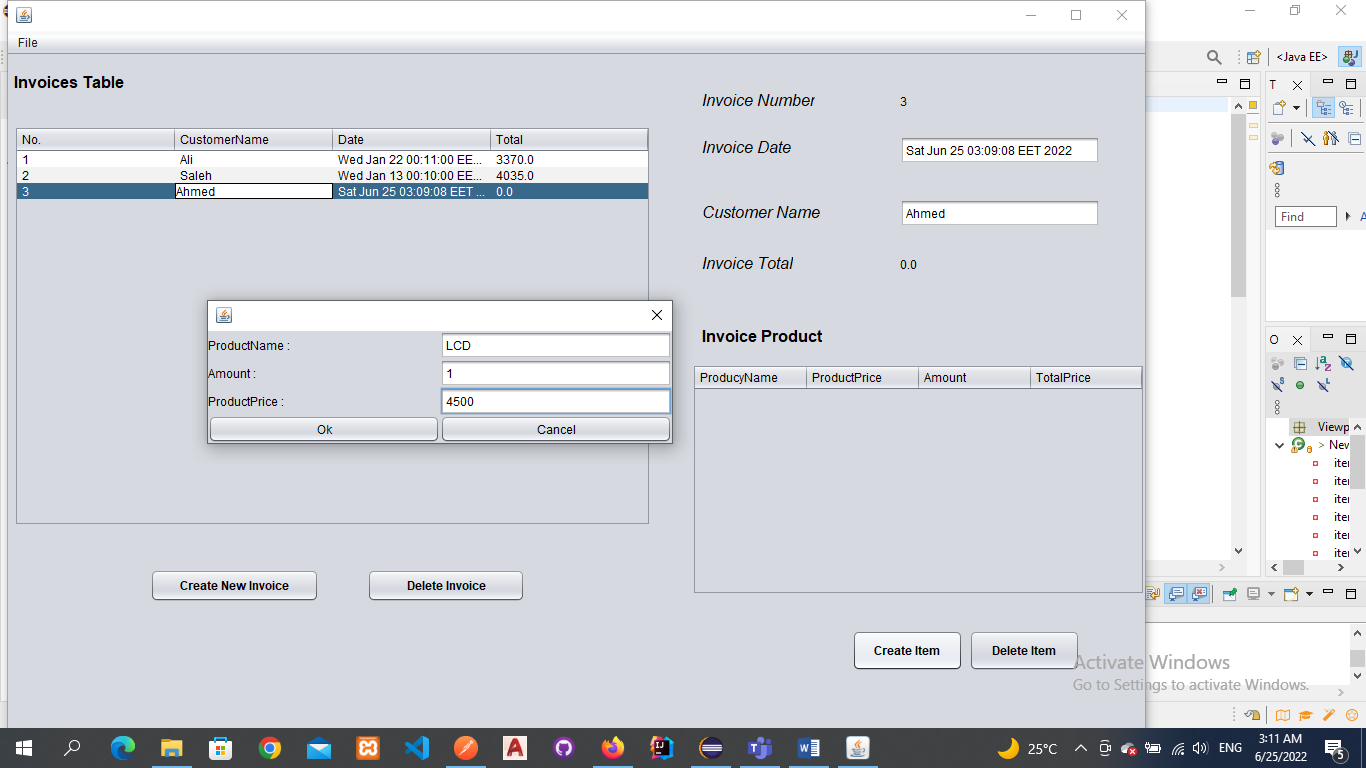 File
<Java EE>
Invoices Table
No. CustomerName Date Total
1 Ali Wed Jan 22 00:11:00 EE... 3370.0
2 Saleh Wed Jan 13 00:10:00 EE... 4035.0
3 Ahmed Sat Jun 25 03:09:08 EET ... 0.0
Invoice Number 3
Invoice Date Sat Jun 25 03:09:08 EET 2022
Customer Name Ahmed
Invoice Total 0.0
ProductName : LCD
Amount : 1
ProductPrice : 4500
Ok Cancel
Invoice Product
ProducyName ProductPrice Amount TotalPrice
Create New Invoice Delete Invoice
Create Item Delete Item
T
Find A
O
Viewp
> New
iter
iter
iter
iter
iter
iter
Activate Windows
Go to Settings to activate Windows.
25°C ENG 3:11 AM
6/25/2022
5